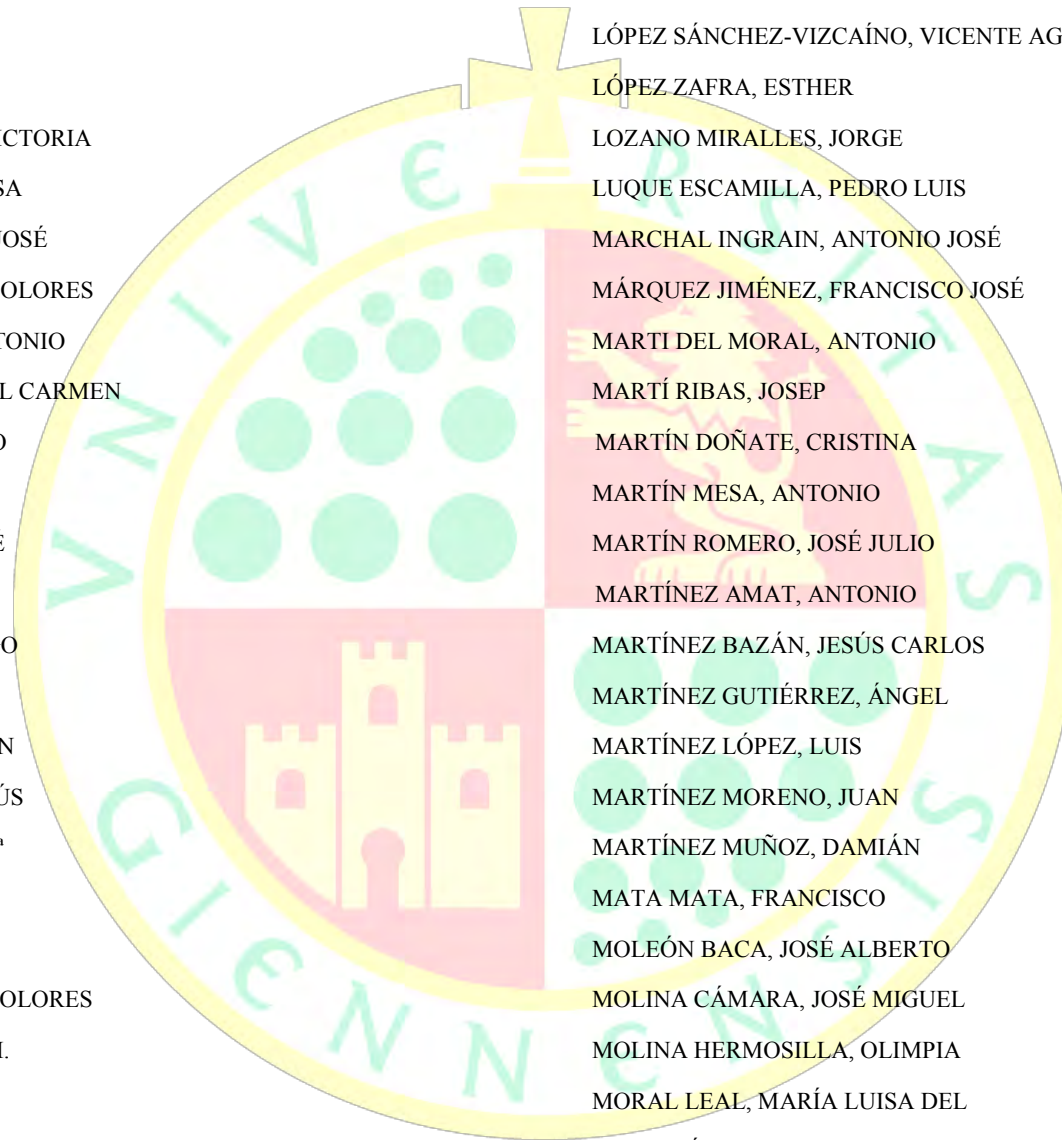 ICTORIA
SA
JOSÉ
OLORES
TONIO
L CARMEN
O
É
O
N
ÚS
ª
OLORES
I.
LÓPEZ SÁNCHEZ-VIZCAÍNO, VICENTE AG
LÓPEZ ZAFRA, ESTHER
LOZANO MIRALLES, JORGE
LUQUE ESCAMILLA, PEDRO LUIS
MARCHAL INGRAIN, ANTONIO JOSÉ
MÁRQUEZ JIMÉNEZ, FRANCISCO JOSÉ
MARTI DEL MORAL, ANTONIO
MARTÍ RIBAS, JOSEP
MARTÍN DOÑATE, CRISTINA
MARTÍN MESA, ANTONIO
MARTÍN ROMERO, JOSÉ JULIO
MARTÍNEZ AMAT, ANTONIO
MARTÍNEZ BAZÁN, JESÚS CARLOS
MARTÍNEZ GUTIÉRREZ, ÁNGEL
MARTÍNEZ LÓPEZ, LUIS
MARTÍNEZ MORENO, JUAN
MARTÍNEZ MUÑOZ, DAMIÁN
MATA MATA, FRANCISCO
MOLEÓN BACA, JOSÉ ALBERTO
MOLINA CÁMARA, JOSÉ MIGUEL
MOLINA HERMOSILLA, OLIMPIA
MORAL LEAL, MARÍA LUISA DEL
VNIVERSITAS GIENNENSIS